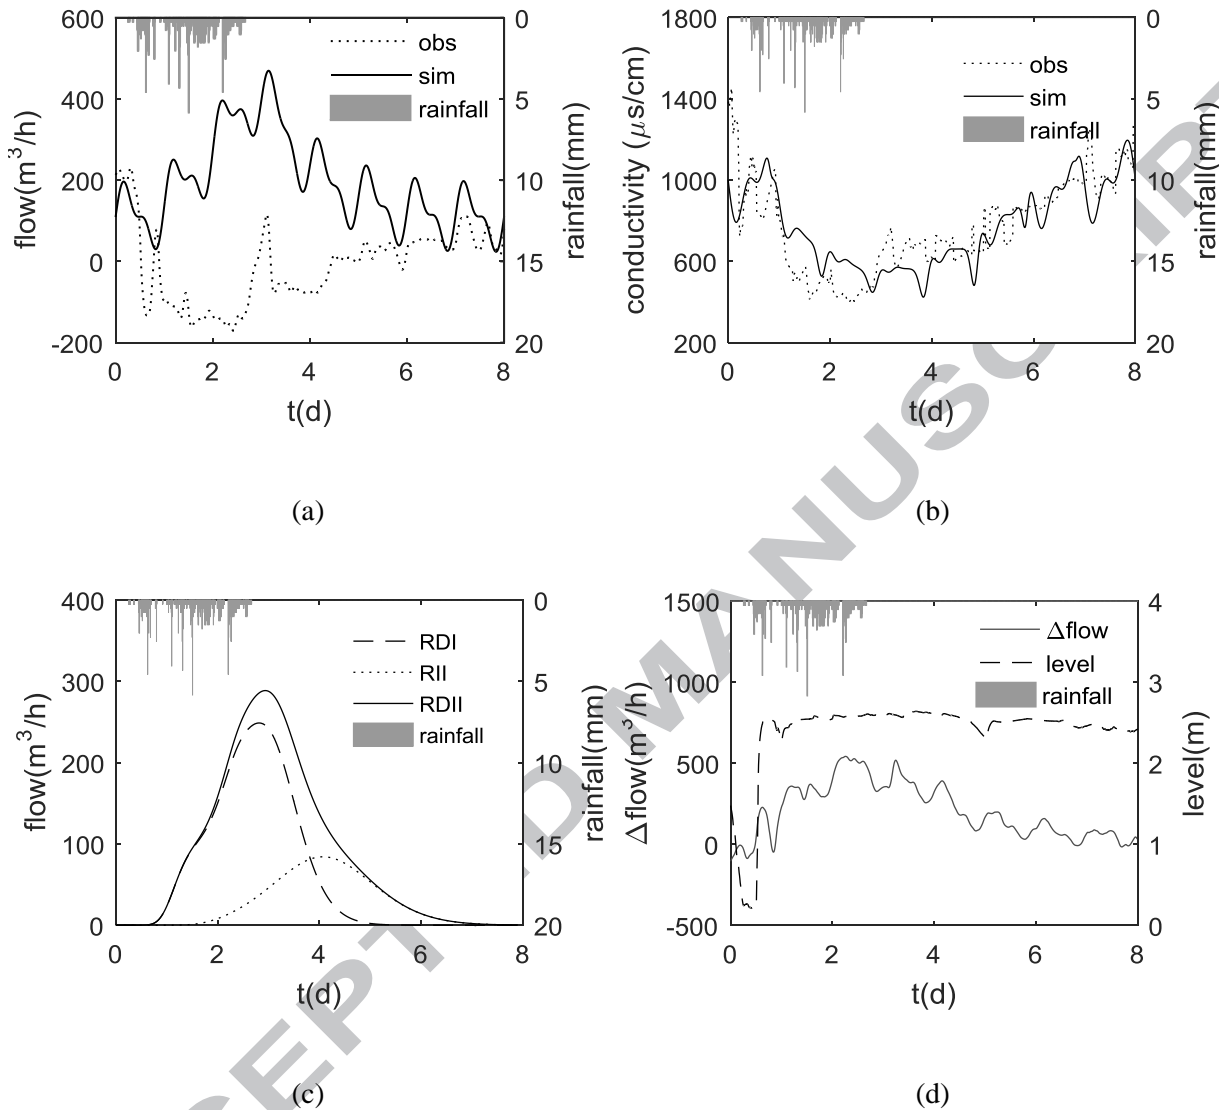 600
400
200
0
-200
flow(m³/h)
obs
sim
rainfall
0
5
10
15
20
rainfall(mm)
0 2 4 6 8
t(d)
(a)
1800
1400
1000
600
200
conductivity (μs/cm)
obs
sim
rainfall
0
5
10
15
20
rainfall(mm)
0 2 4 6 8
t(d)
(b)
400
300
200
100
0
flow(m³/h)
RDI
RII
RDII
rainfall
0
5
10
15
20
rainfall(mm)
0 2 4 6 8
t(d)
(c)
1500
1000
500
0
-500
Δflow(m³/h)
Δflow
level
rainfall
4
3
2
1
0
level(m)
0 2 4 6 8
t(d)
(d)
CEPTED MANUSCRIPT